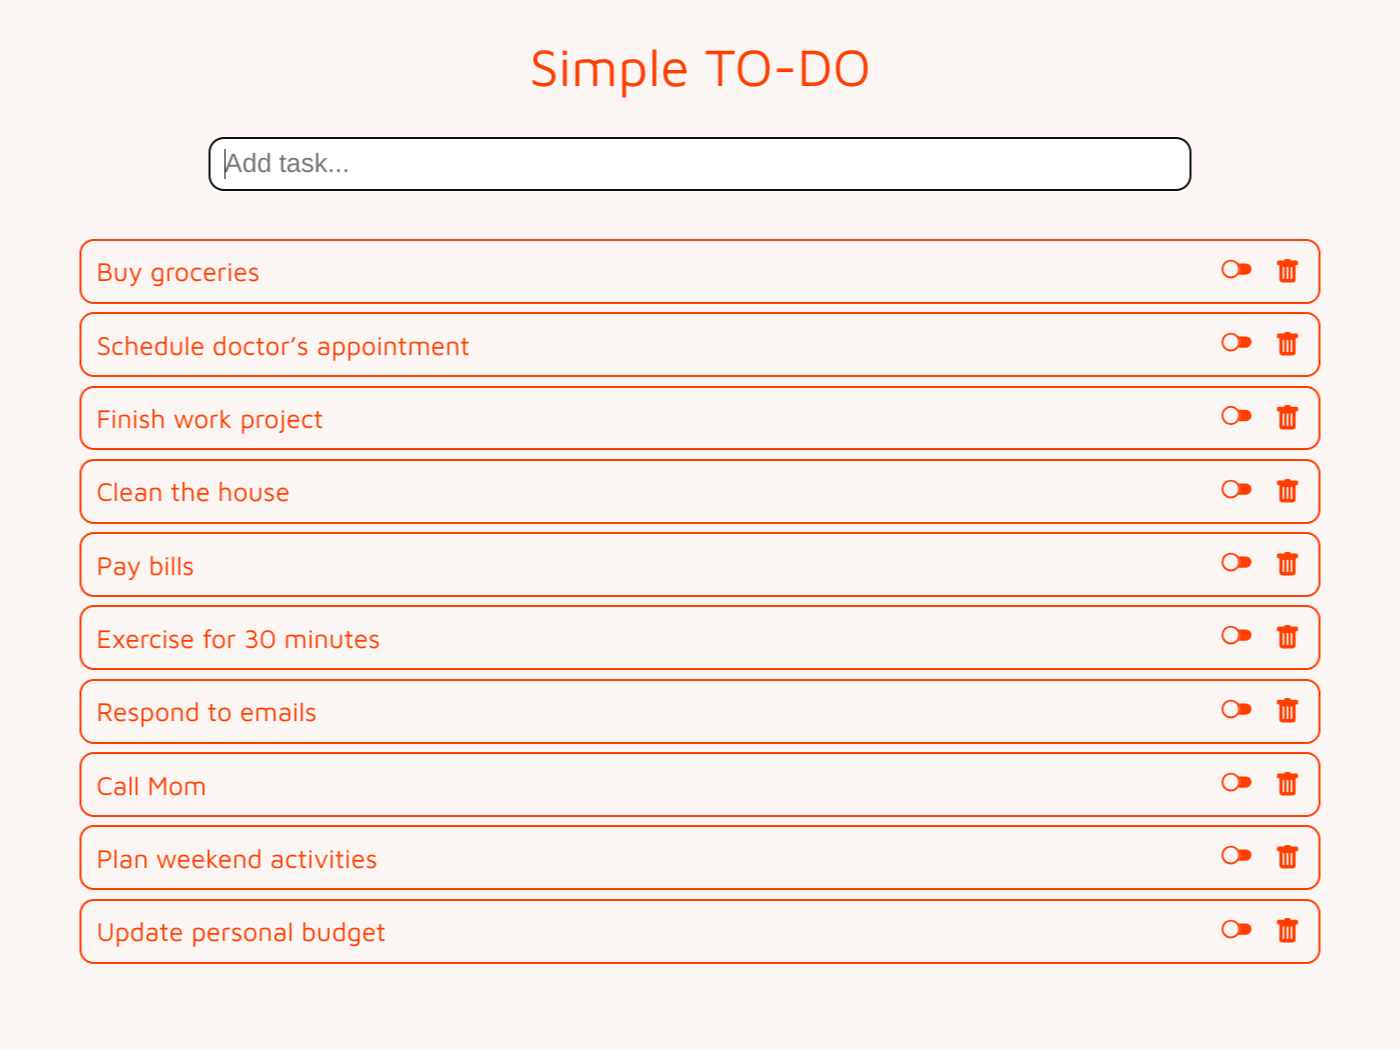 Simple TO-DO
Add task...
Buy groceries
Schedule doctor’s appointment
Finish work project
Clean the house
Pay bills
Exercise for 30 minutes
Respond to emails
Call Mom
Plan weekend activities
Update personal budget